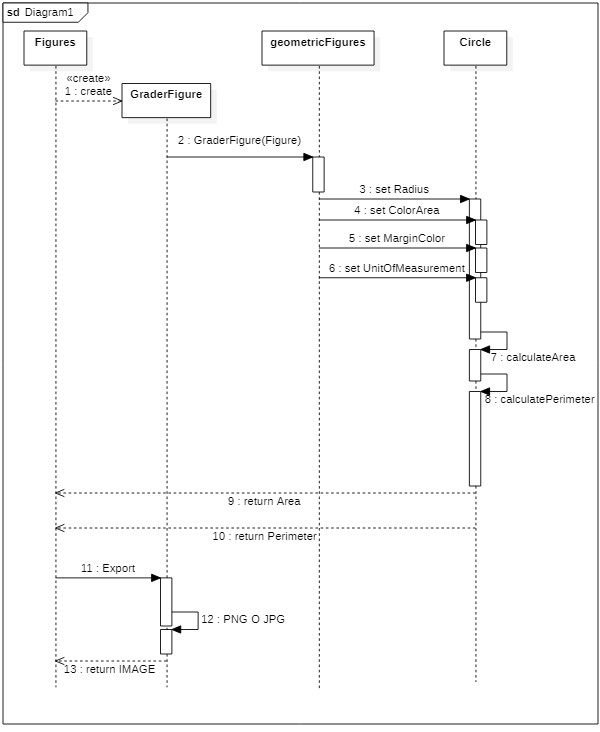 sd Diagram1
Figures
geometricFigures
Circle
«create»
1 : create
GraderFigure
2 : GraderFigure(Figure)
3 : set Radius
4 : set ColorArea
5 : set MarginColor
6 : set UnitOfMeasurement
7 : calculateArea
8 : calculatePerimeter
9 : return Area
10 : return Perimeter
11 : Export
12 : PNG O JPG
13 : return IMAGE